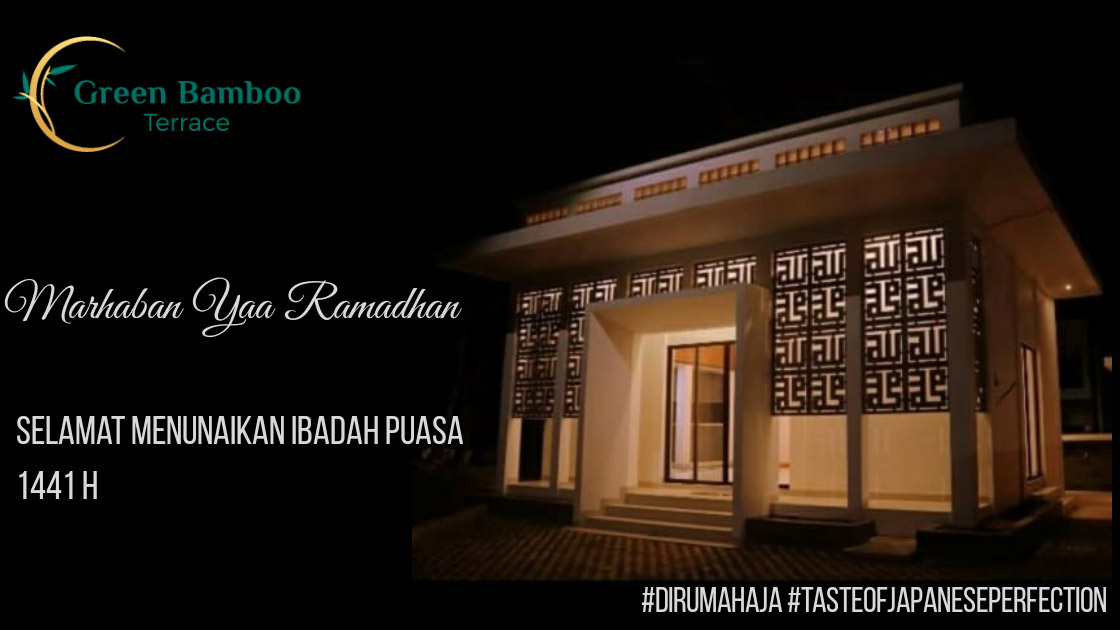 Green Bamboo
Terrace
Marhaban Yaa Ramadhan
SELAMAT MENUNAIKAN IBADAH PUASA
1441 H
#DIRUMAHAJA #TASTEOFJAPANESEPERFECTION